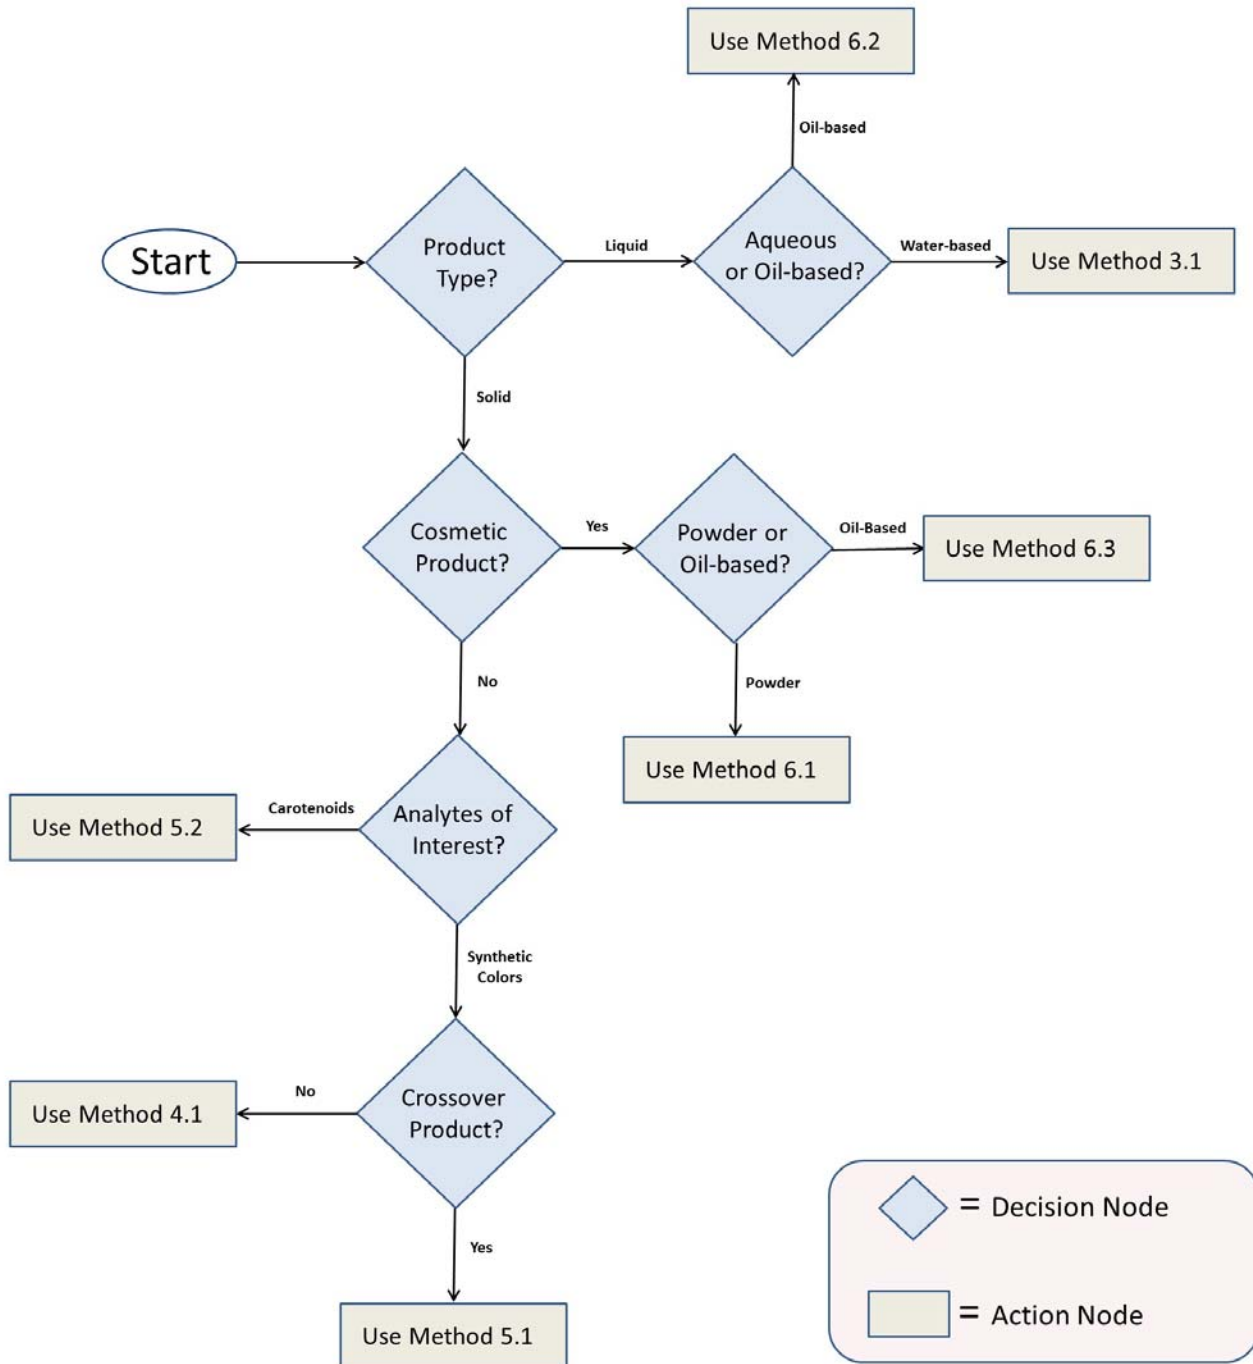 Use Method 6.2
Oil-based
Start
Product
Type?
Liquid
Aqueous
or Oil-based?
Water-based
Use Method 3.1
Solid
Cosmetic
Product?
Yes
Powder or
Oil-based?
Oil-Based
Use Method 6.3
No
Powder
Use Method 6.1
Use Method 5.2
Carotenoids
Analytes of
Interest?
Synthetic
Colors
Use Method 4.1
No
Crossover
Product?
Yes
Use Method 5.1
= Decision Node
= Action Node